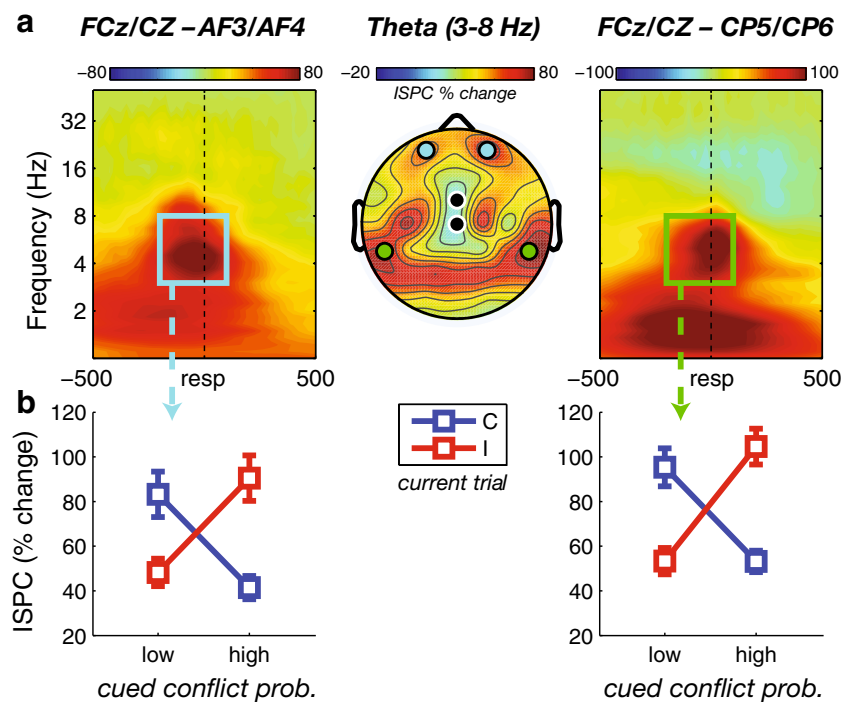 a
FCz/CZ – AF3/AF4
Theta (3-8 Hz)
FCz/CZ – CP5/CP6
−80 80
−20 80
ISPC % change
−100 100
Frequency (Hz)
32
16
8
4
2
−500 resp 500
−500 resp 500
b
ISPC (% change)
120
100
80
60
40
20
low high
cued conflict prob.
C
I
current trial
120
100
80
60
40
20
low high
cued conflict prob.